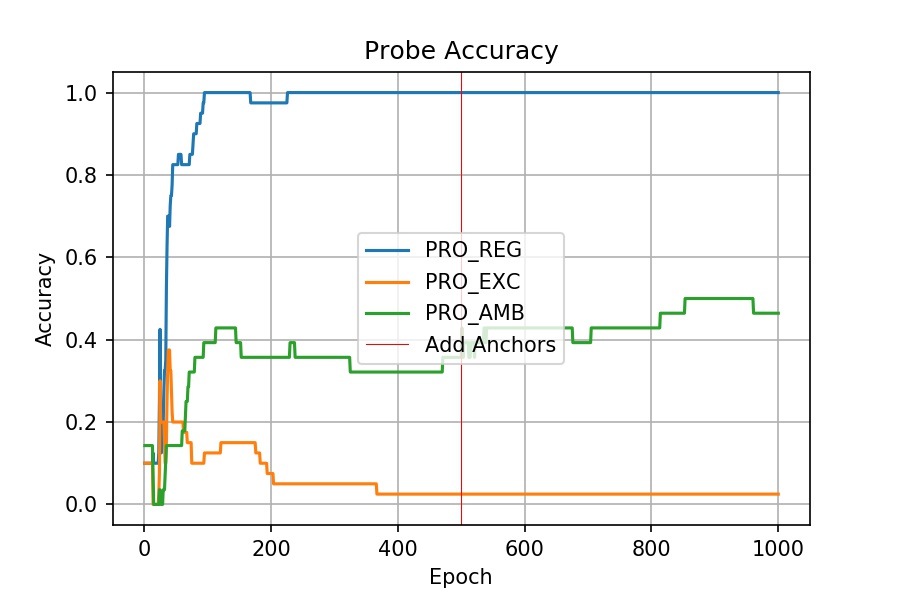 Probe Accuracy
1.0
0.8
0.6
0.4
0.2
0.0
Accuracy
PRO_REG
PRO_EXC
PRO_AMB
Add Anchors
0 200 400 600 800 1000
Epoch